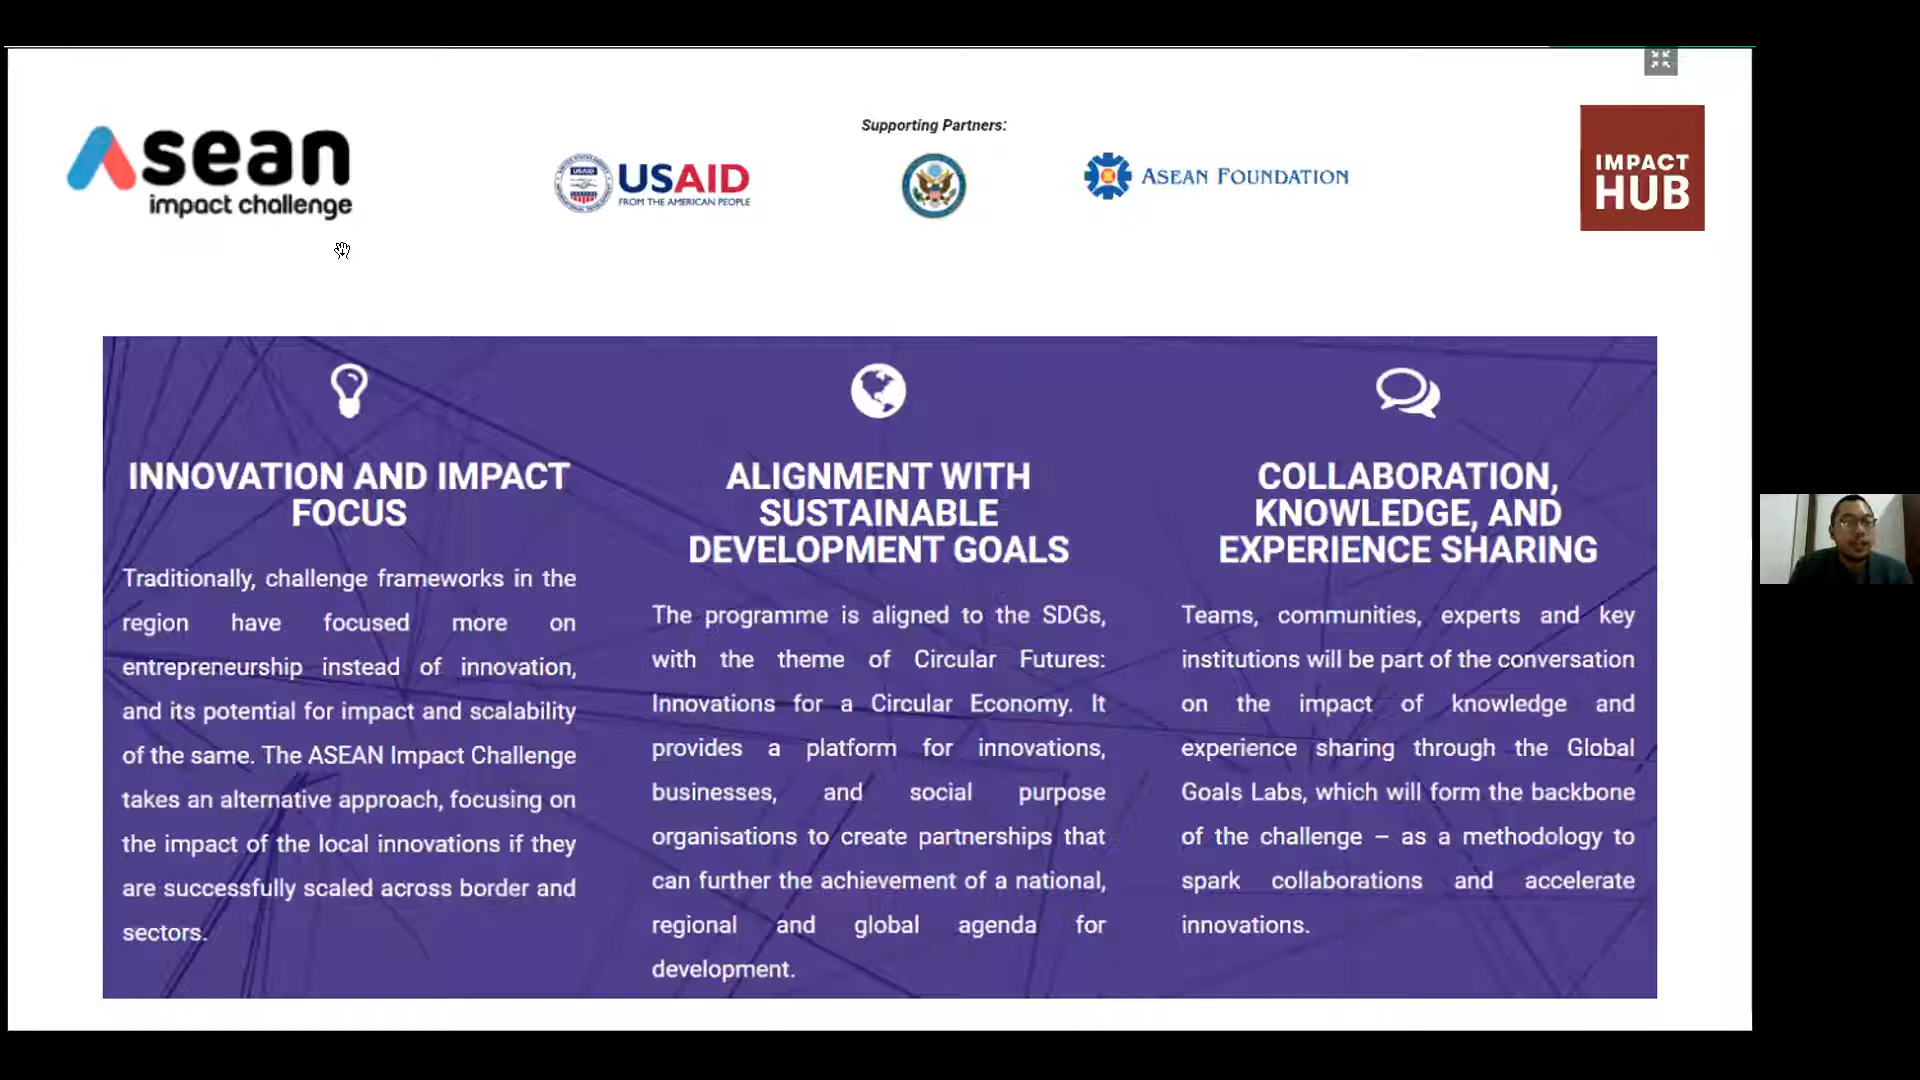 Asean
impact challenge
Supporting Partners:
USAID
FROM THE AMERICAN PEOPLE
ASEAN FOUNDATION
IMPACT
HUB
INNOVATION AND IMPACT
FOCUS
Traditionally, challenge frameworks in the
region have focused more on
entrepreneurship instead of innovation,
and its potential for impact and scalability
of the same. The ASEAN Impact Challenge
takes an alternative approach, focusing on
the impact of the local innovations if they
are successfully scaled across border and
sectors.
ALIGNMENT WITH
SUSTAINABLE
DEVELOPMENT GOALS
The programme is aligned to the SDGs,
with the theme of Circular Futures:
Innovations for a Circular Economy. It
provides a platform for innovations,
businesses, and social purpose
organisations to create partnerships that
can further the achievement of a national,
regional and global agenda for
development.
COLLABORATION,
KNOWLEDGE, AND
EXPERIENCE SHARING
Teams, communities, experts and key
institutions will be part of the conversation
on the impact of knowledge and
experience sharing through the Global
Goals Labs, which will form the backbone
of the challenge – as a methodology to
spark collaborations and accelerate
innovations.